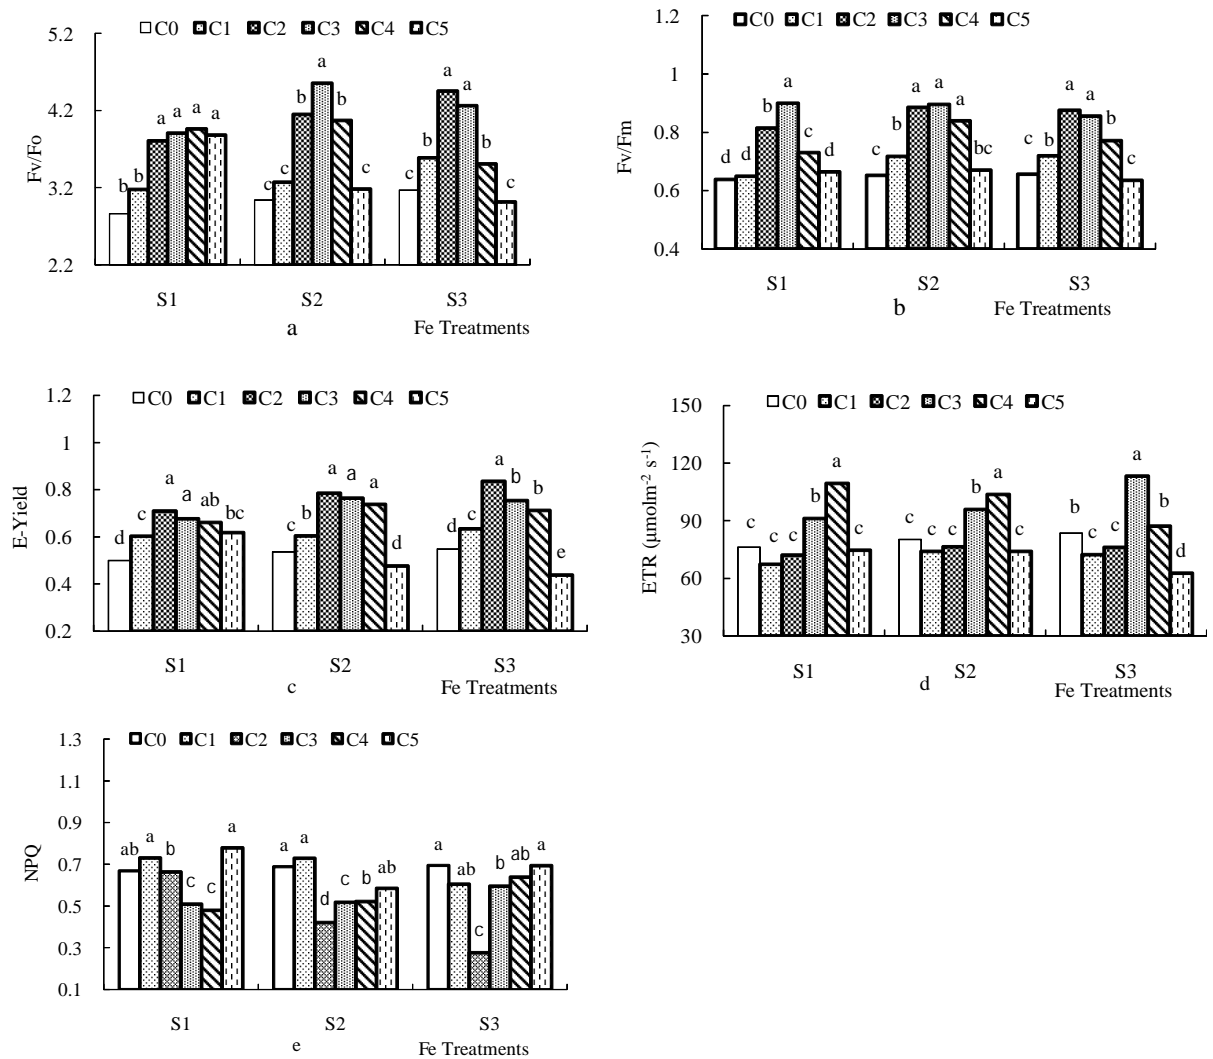 C0 C1 C2 C3 C4 C5
5.2
4.2
3.2
2.2
Fv/Fo
b b a a a a
c c b a b c
c b a a b c
S1 S2 S3
a Fe Treatments
C0 C1 C2 C3 C4 C5
1.2
1
0.8
0.6
0.4
Fv/Fm
d d b a c d
c b a a a bc
c b a a b c
S1 S2 S3
b Fe Treatments
C0 C1 C2 C3 C4 C5
1.2
1
0.8
0.6
0.4
0.2
E-Yield
d c a a ab bc
c b a a a d
d c a b b e
S1 S2 S3
c Fe Treatments
C0 C1 C2 C3 C4 C5
150
120
90
60
30
ETR (μmolm⁻² s⁻¹)
c c c b a c
c c c b a c
b c c a b d
S1 S2 S3
d Fe Treatments
C0 C1 C2 C3 C4 C5
1.3
1.1
0.9
0.7
0.5
0.3
0.1
NPQ
ab a b c c a
a a d c b ab
a ab c b ab a
S1 S2 S3
e Fe Treatments